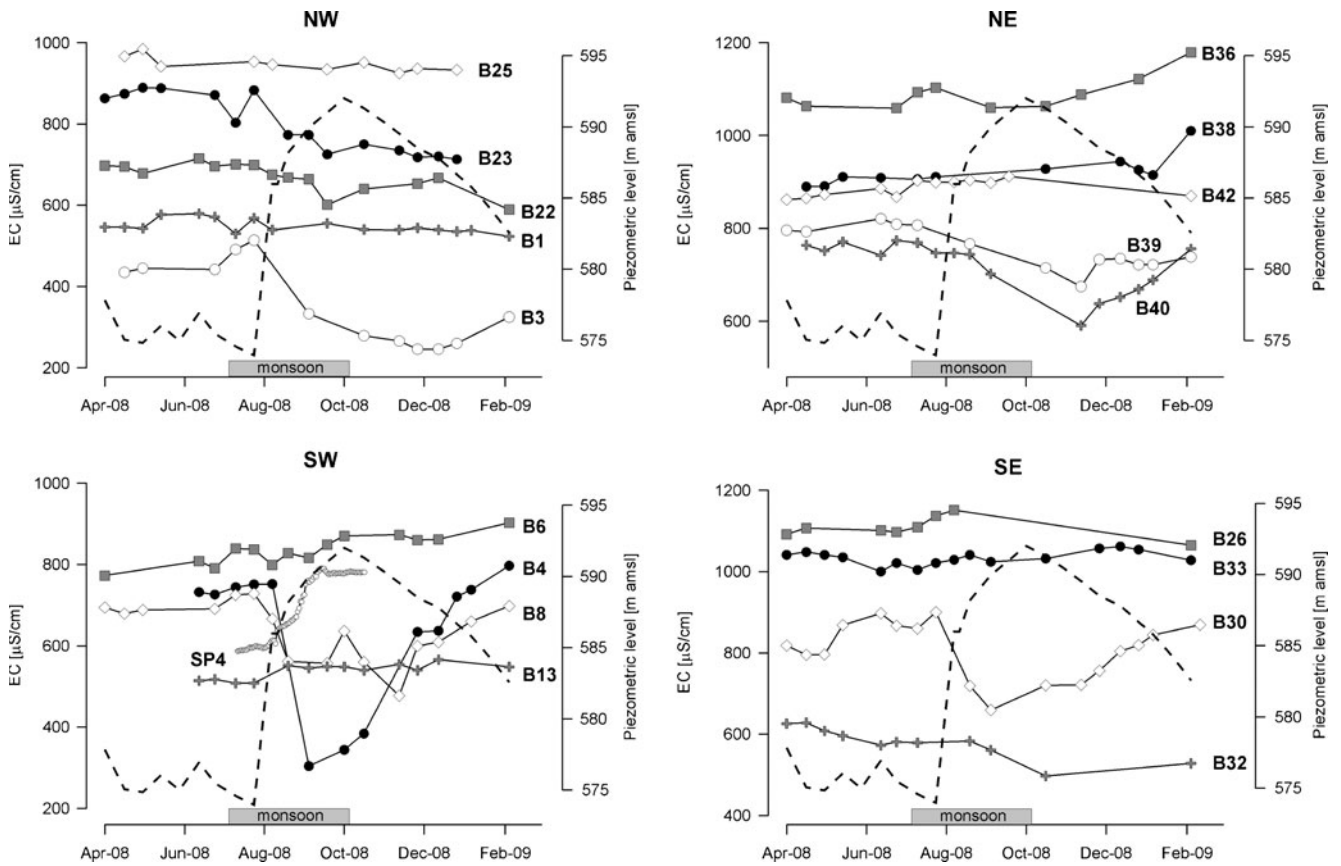 NW
EC [µS/cm]
1000
800
600
400
200
595
590
585
580
575
Piezometric level [m amsl]
B25
B23
B22
B1
B3
monsoon
Apr-08 Jun-08 Aug-08 Oct-08 Dec-08 Feb-09
NE
EC [µS/cm]
1200
1000
800
600
595
590
585
580
575
Piezometric level [m amsl]
B36
B38
B42
B39
B40
monsoon
Apr-08 Jun-08 Aug-08 Oct-08 Dec-08 Feb-09
SW
EC [µS/cm]
1000
800
600
400
200
595
590
585
580
575
Piezometric level [m amsl]
B6
B4
B8
SP4
B13
monsoon
Apr-08 Jun-08 Aug-08 Oct-08 Dec-08 Feb-09
SE
EC [µS/cm]
1200
1000
800
600
400
595
590
585
580
575
Piezometric level [m amsl]
B26
B33
B30
B32
monsoon
Apr-08 Jun-08 Aug-08 Oct-08 Dec-08 Feb-09